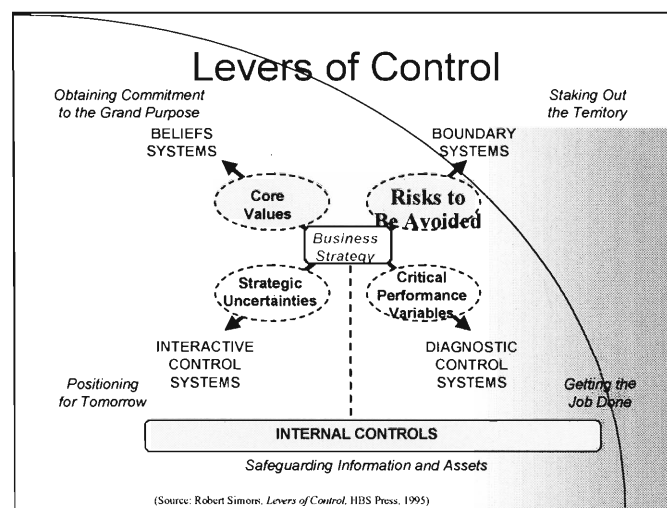 Levers of Control
Obtaining Commitment
to the Grand Purpose
BELIEFS
SYSTEMS
Staking Out
the Territory
BOUNDARY
SYSTEMS
Core
Values
Risks to
Be Avoided
Business
Strategy
Strategic
Uncertainties
Critical
Performance
Variables
INTERACTIVE
CONTROL
SYSTEMS
DIAGNOSTIC
CONTROL
SYSTEMS
Positioning
for Tomorrow
Getting the
Job Done
INTERNAL CONTROLS
Safeguarding Information and Assets
(Source: Robert Simons, Levers of Control, HBS Press, 1995)